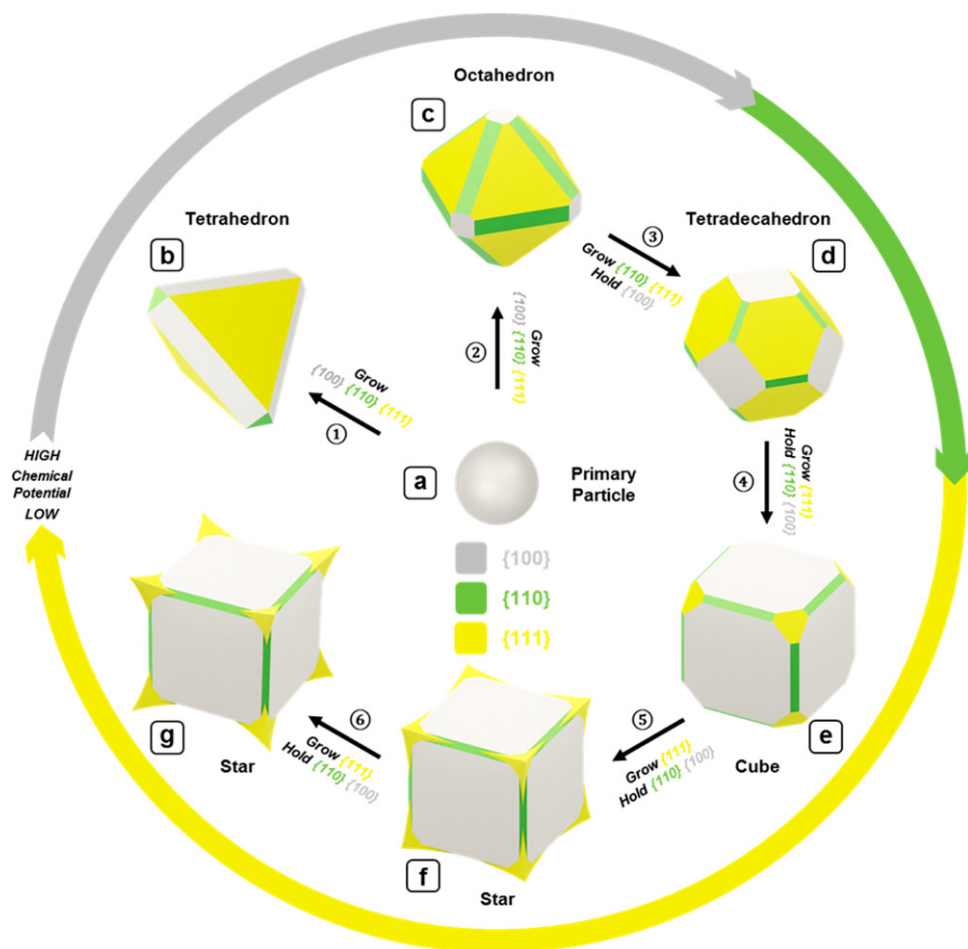 Octahedron
c
Tetrahedron
b
Tetradecahedron
d
③
Grow {110} {111}
Hold {100}
②
Grow
{100} {110} {111}
①
Grow
{100} {110} {111}
HIGH
Chemical
Potential
LOW
a
Primary
Particle
④
Grow {111}
Hold {110} {100}
{100}
{110}
{111}
g
Star
⑥
Grow {111}
Hold {110} {100}
f
Star
⑤
Grow {111}
Hold {110} {100}
e
Cube